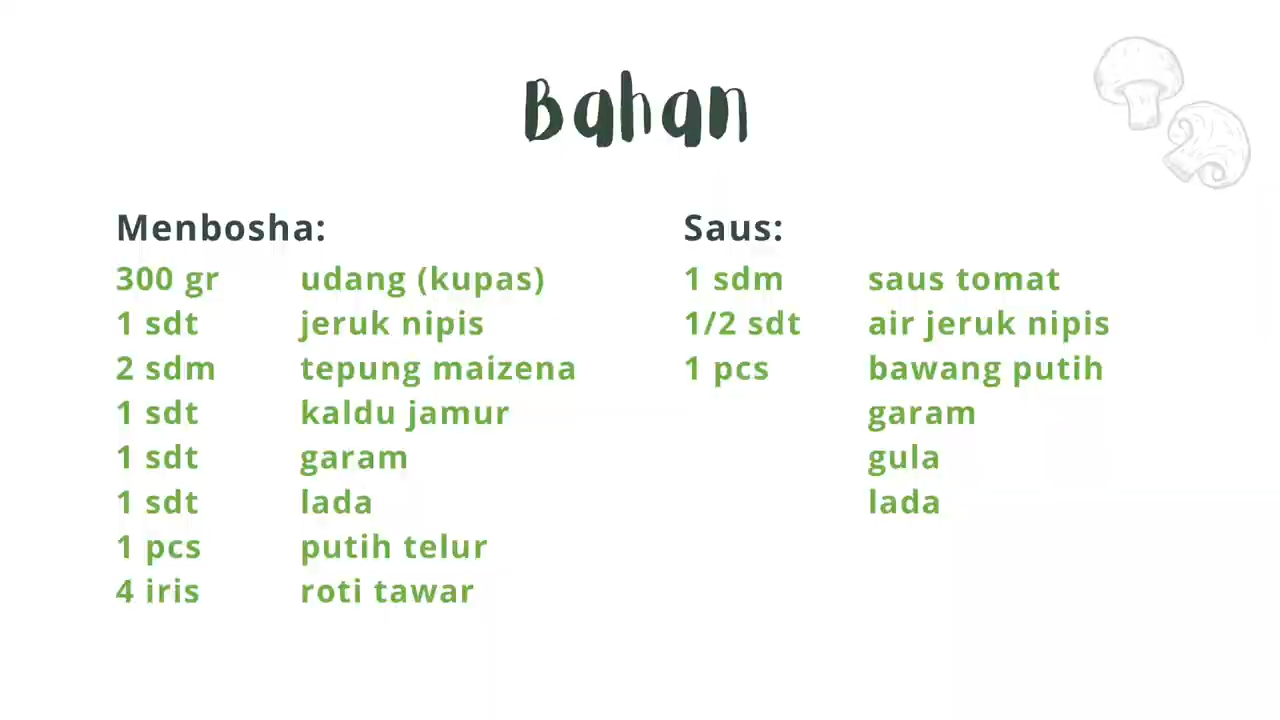 Bahan
Menbosha:
300 gr udang (kupas)
1 sdt jeruk nipis
2 sdm tepung maizena
1 sdt kaldu jamur
1 sdt garam
1 sdt lada
1 pcs putih telur
4 iris roti tawar
Saus:
1 sdm saus tomat
1/2 sdt air jeruk nipis
1 pcs bawang putih
garam
gula
lada